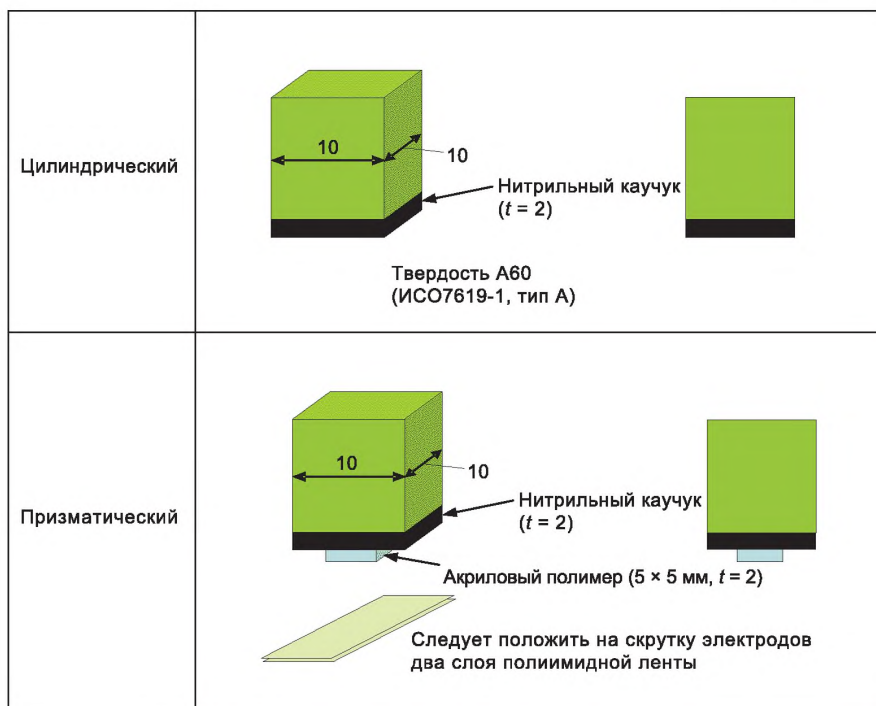 Цилиндрический
10
10
Нитрильный каучук
(t = 2)
Твердость А60
(ИСО7619-1, тип А)
Призматический
10
10
Нитрильный каучук
(t = 2)
Акриловый полимер (5 × 5 мм, t = 2)
Следует положить на скрутку электродов
два слоя полиимидной ленты